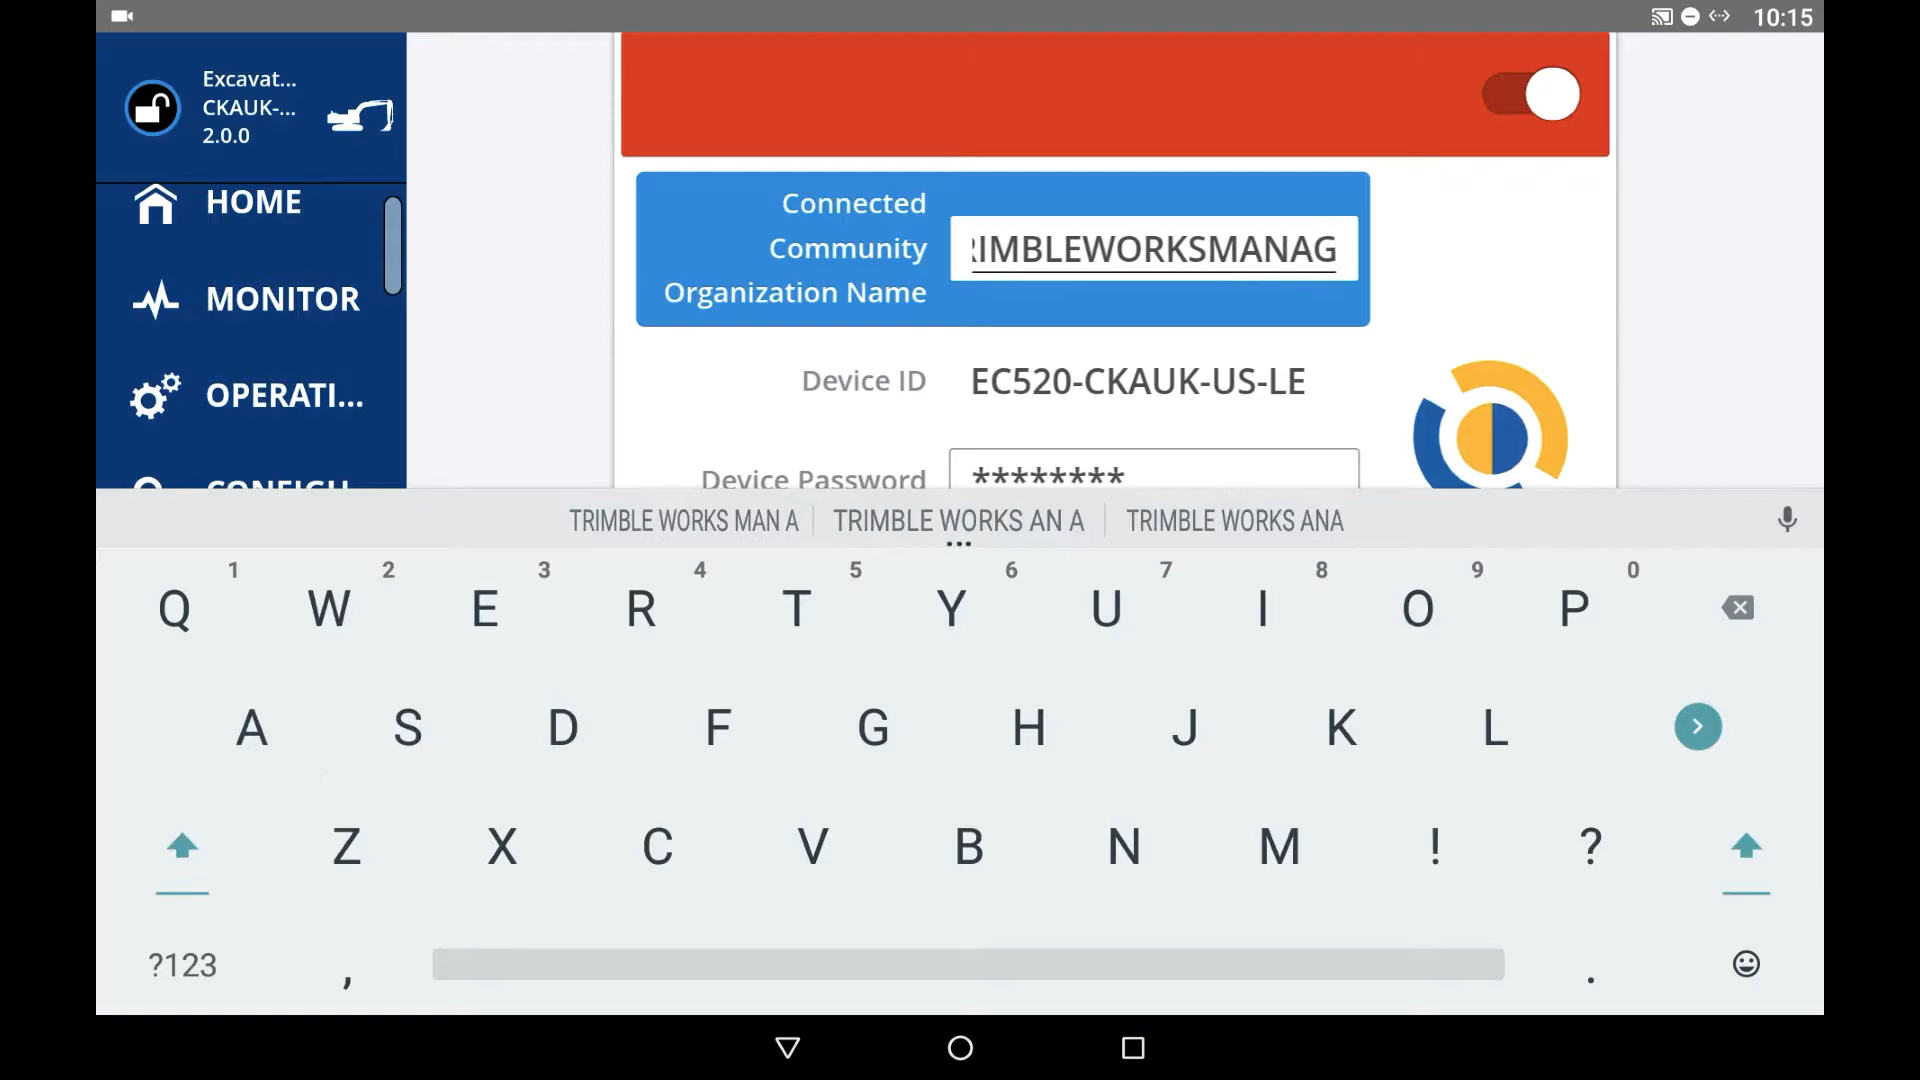 10:15
Excavat...
CKAUK-...
2.0.0
HOME
MONITOR
OPERATI...
CONFIGU
Connected
Community
Organization Name
RIMBLEWORKSMANAG
Device ID
EC520-CKAUK-US-LE
Device Password
********
TRIMBLE WORKS MAN A
TRIMBLE WORKS AN A
TRIMBLE WORKS ANA
1 2 3 4 5 6 7 8 9 0
Q W E R T Y U I O P
A S D F G H J K L
Z X C V B N M ! ?
?123 , .